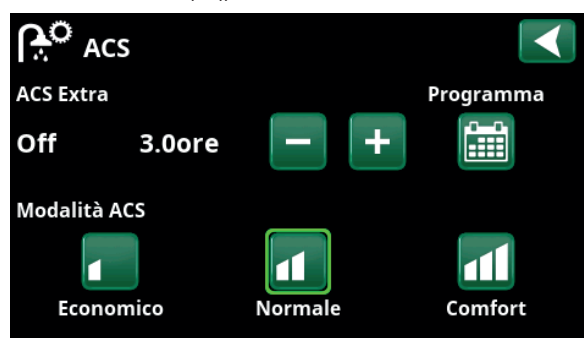 ACS
ACS Extra
Programma
Off 3.0ore
Modalità ACS
Economico Normale Comfort